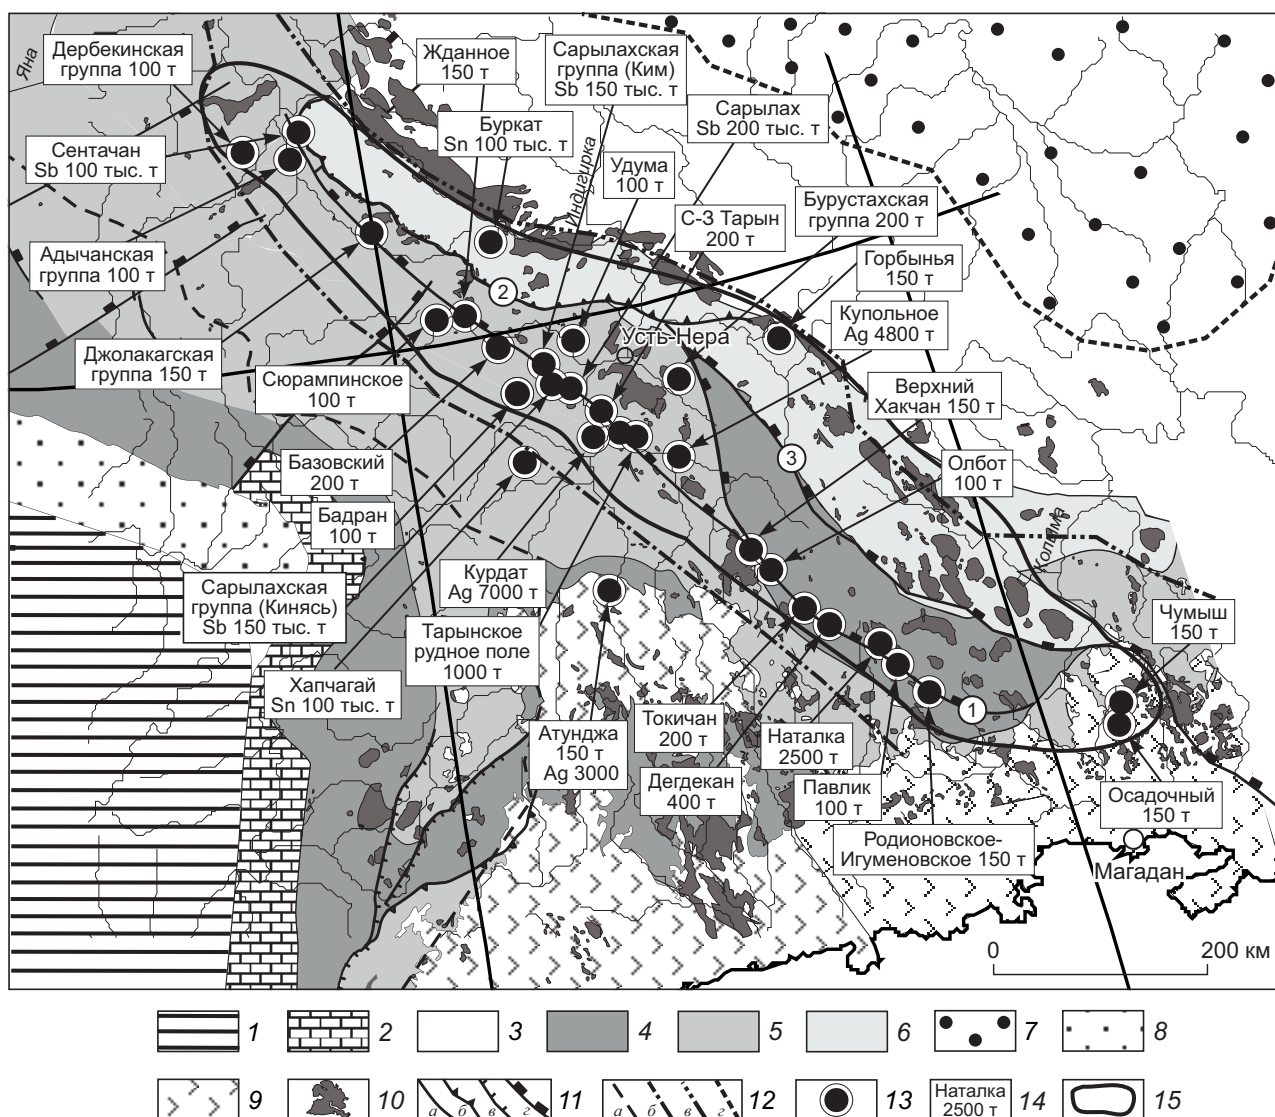 Дербекинская
группа 100 т
Яна
Жданное
150 т
Сарылахская
группа (Ким)
Sb 150 тыс. т
Буркат
Sn 100 тыс. т
Сарылах
Sb 200 тыс. т
Сентачан
Sb 100 тыс. т
Индигирка
Удума
100 т
С-З Тарын
200 т
Бурустахская
группа 200 т
Адычанская
группа 100 т
Горбынья
150 т
2
Купольное
Ag 4800 т
Усть-Нера
Джолакагская
группа 150 т
Сюрампинское
100 т
Верхний
Хакчан 150 т
3
Базовский
200 т
Олбот
100 т
Бадран
100 т
Колыма
Сарылахская
группа (Кинясь)
Sb 150 тыс. т
Курдат
Ag 7000 т
Чумыш
150 т
Тарынское
рудное поле
1000 т
Хапчагай
Sn 100 тыс. т
1
Атунджа
150 т
Ag 3000
Токичан
200 т
Наталка
2500 т
Дегдекан
400 т
Павлик
100 т
Осадочный
150 т
Родионовское-
Игуменовское 150 т
Магадан
0 200 км
1 2 3 4 5 6 7 8
9 10 а б в г 11 а б в г 12 13 Наталка
2500 т 14 15